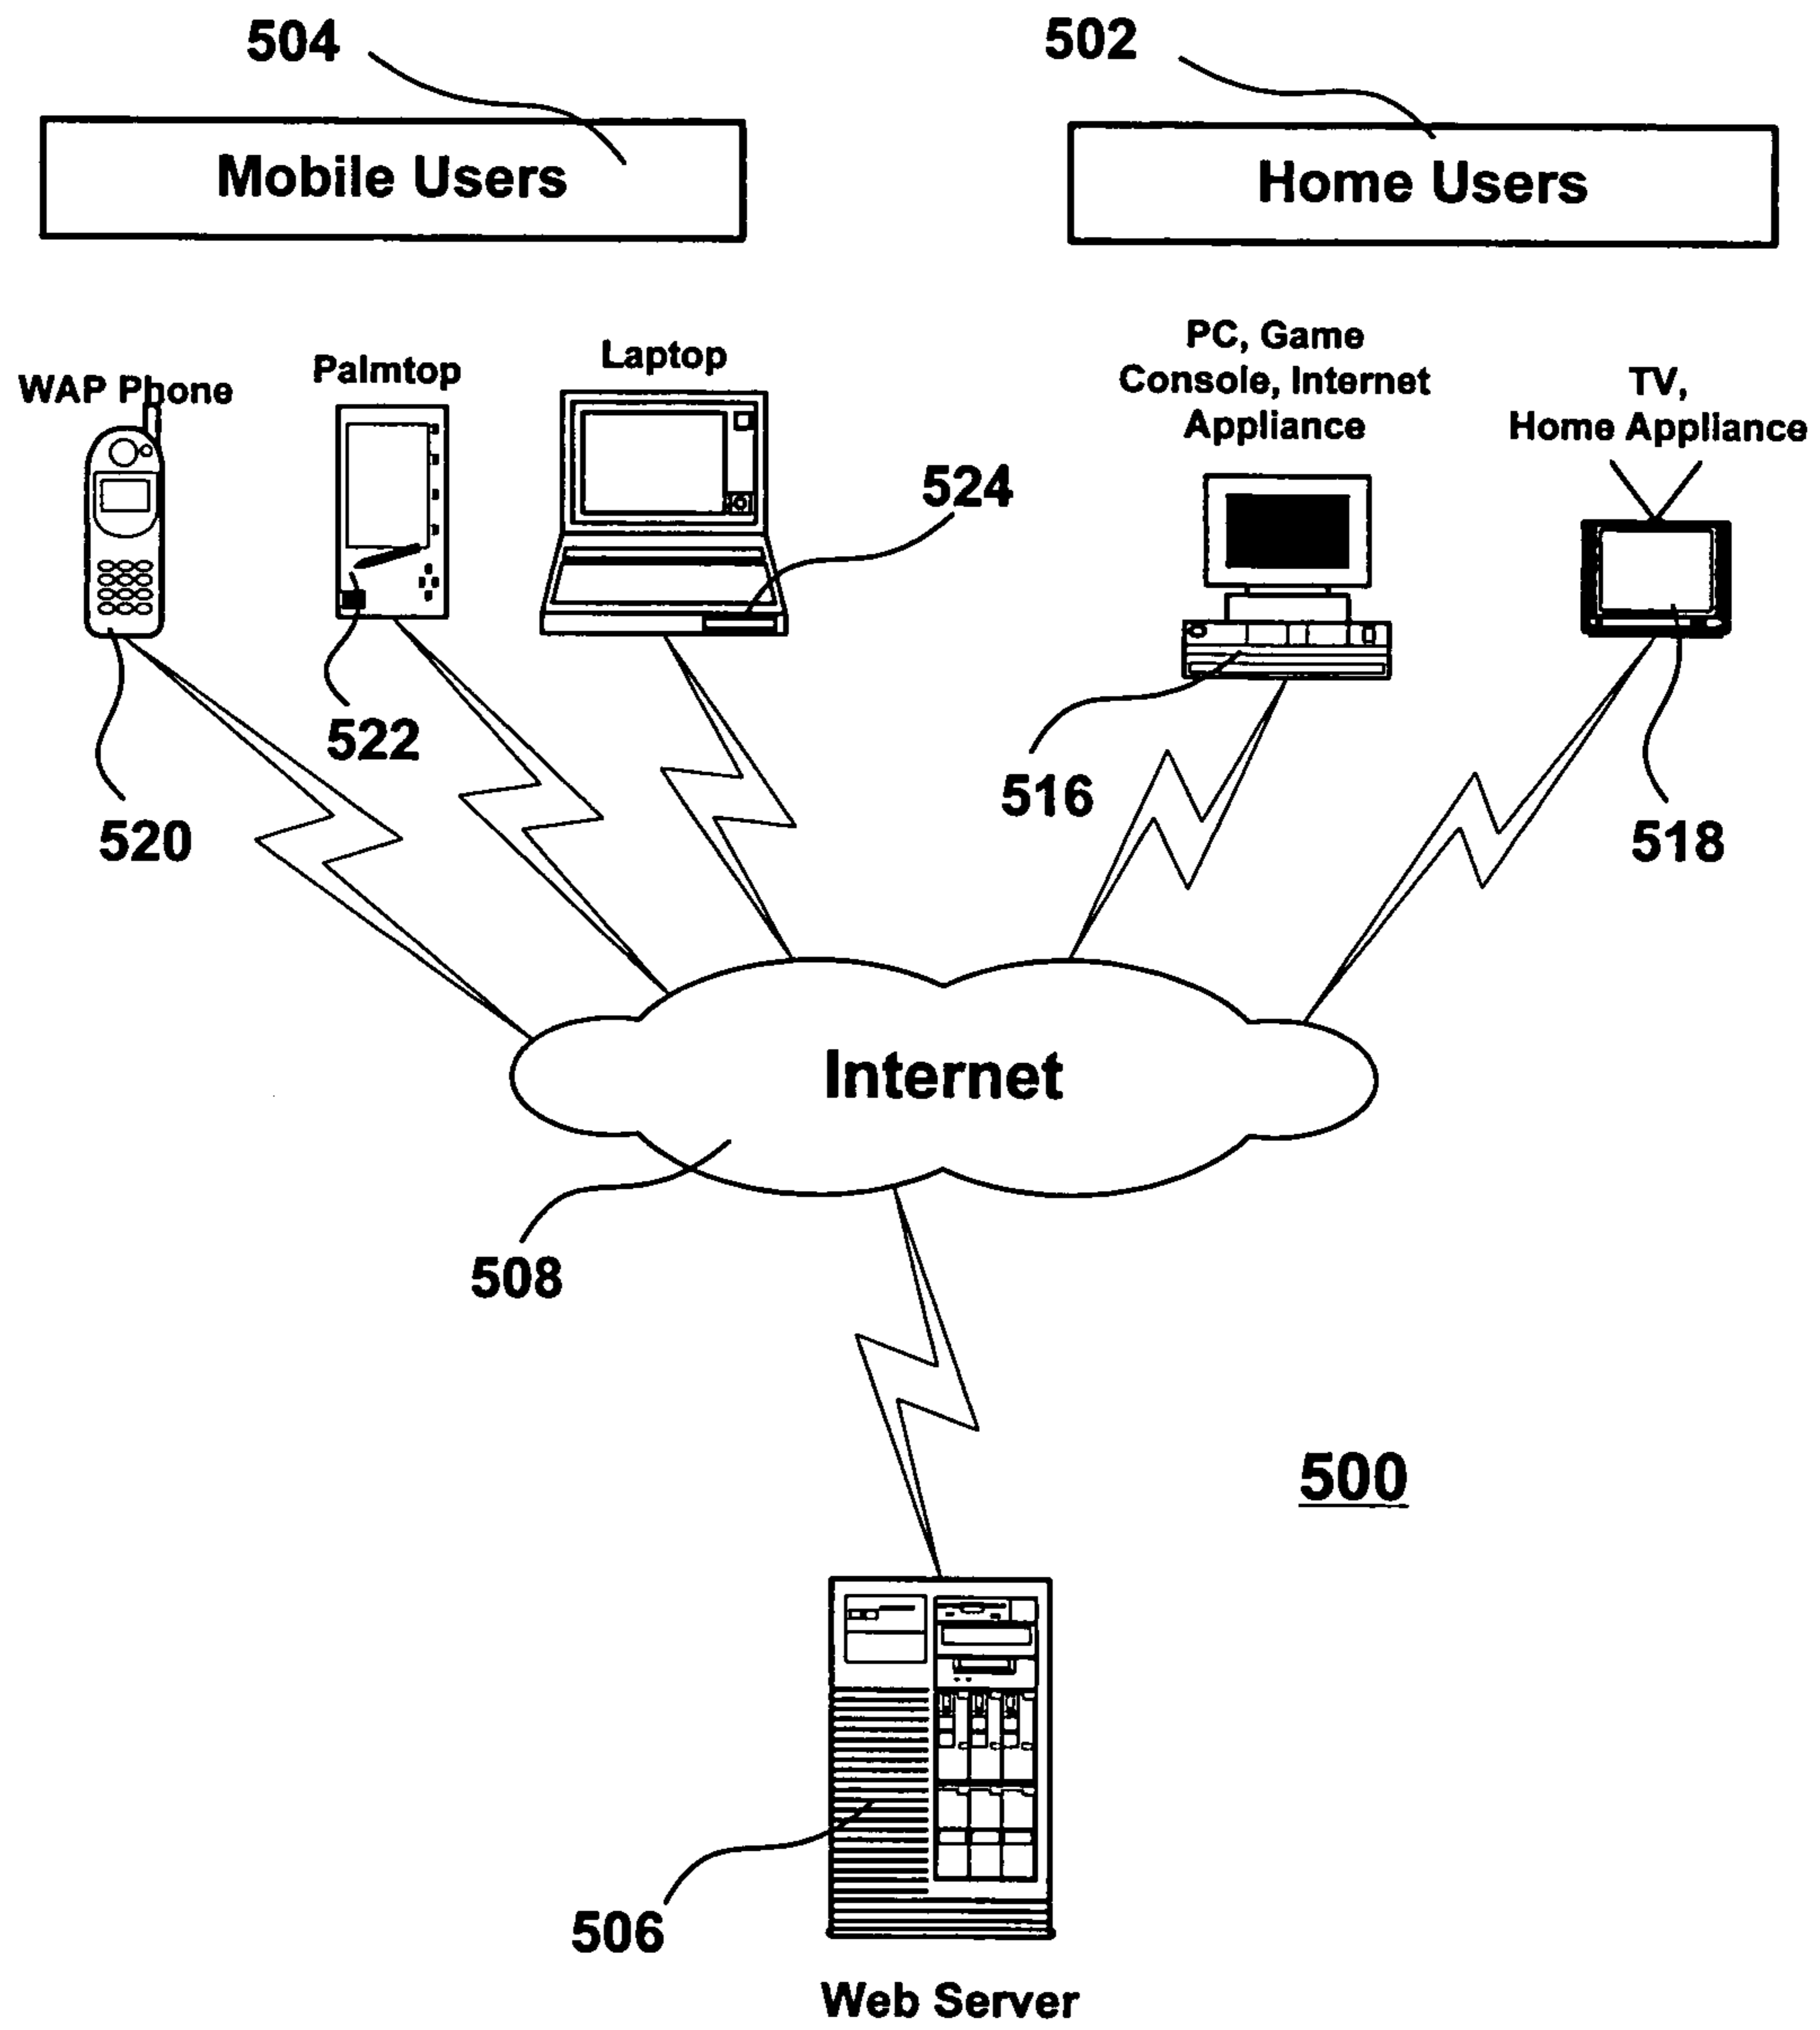 504
502
Mobile Users
Home Users
WAP Phone
Palmtop
Laptop
PC, Game
Console, Internet
Appliance
TV,
Home Appliance
524
522
520
516
518
Internet
508
500
506
Web Server